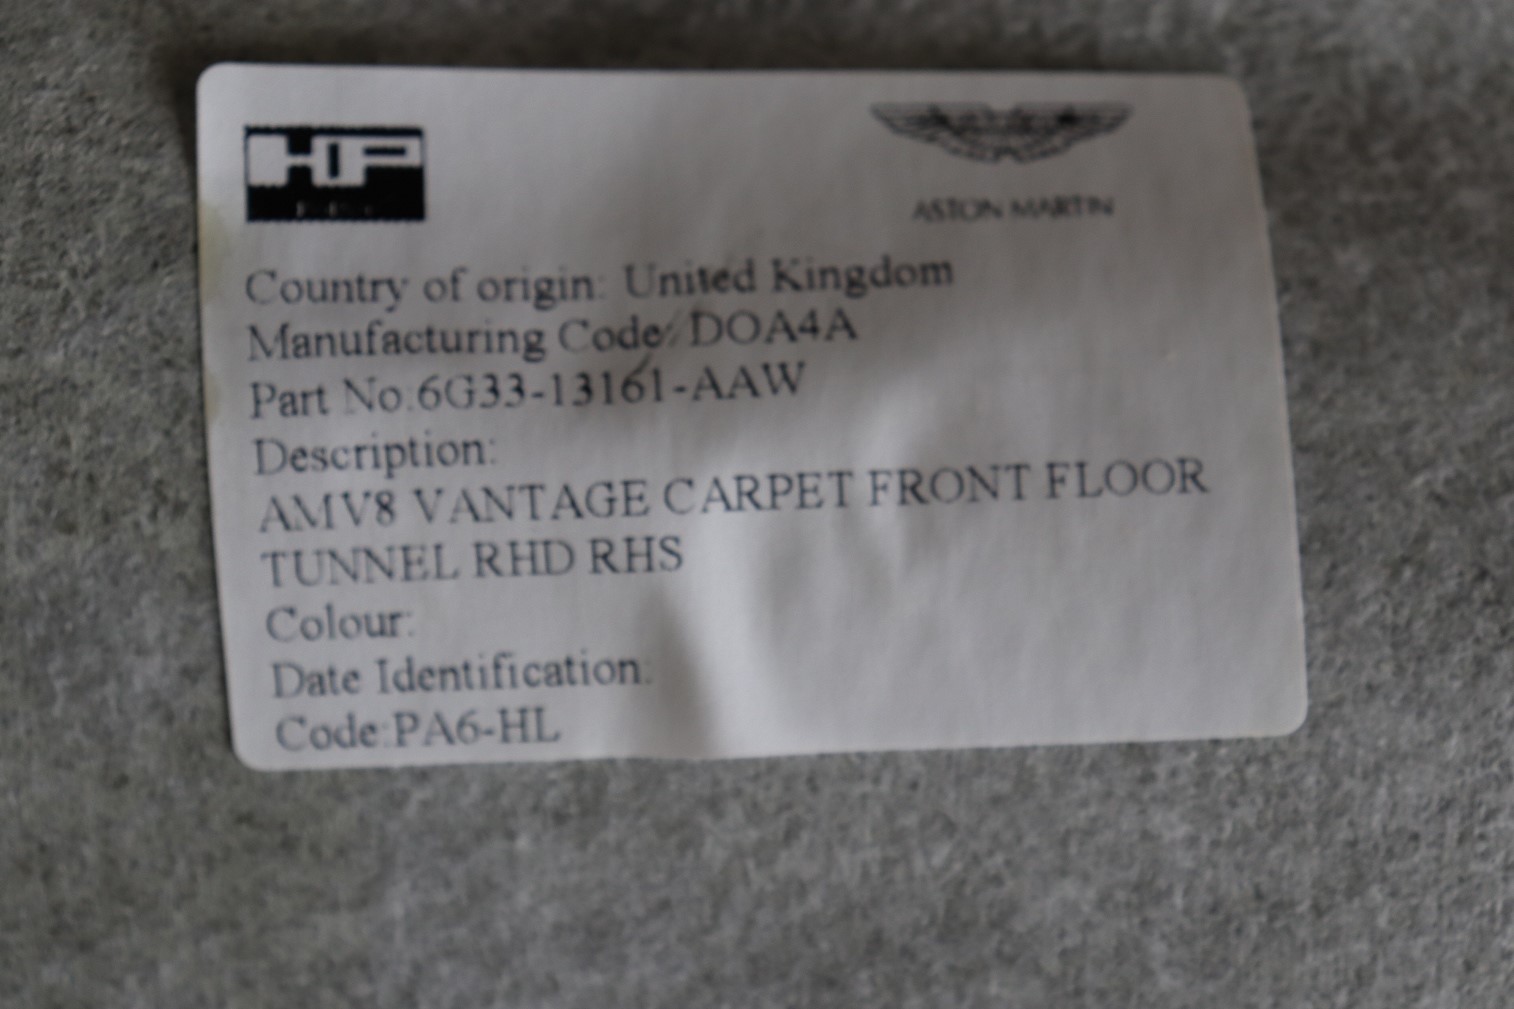 HP
ASTON MARTIN
Country of origin: United Kingdom
Manufacturing Code: DOA4A
Part No:6G33-13161-AAW
Description:
AMV8 VANTAGE CARPET FRONT FLOOR
TUNNEL RHD RHS
Colour:
Date Identification:
Code:PA6-HL